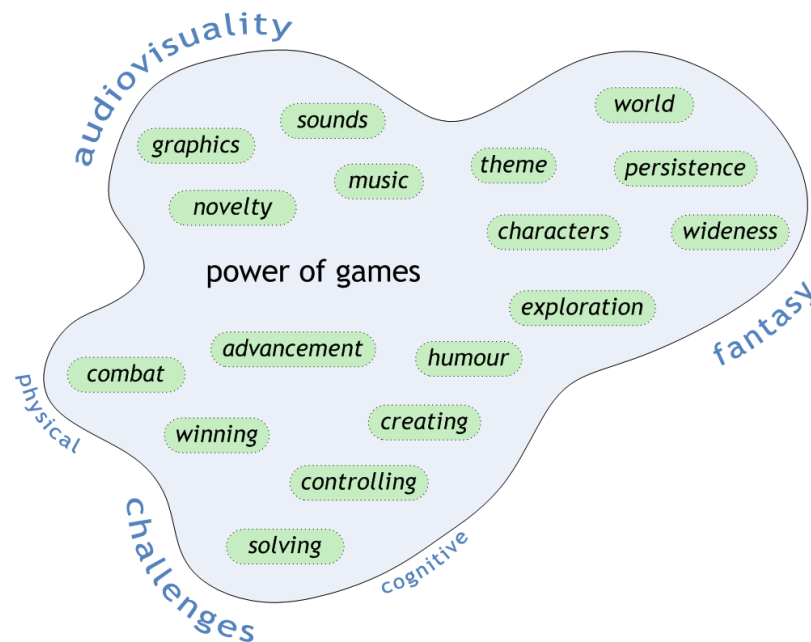 audiovisuality
world
sounds
graphics
theme
persistence
music
novelty
characters
wideness
power of games
exploration
fantasy
advancement
humour
combat
physical
creating
winning
controlling
challenges
solving
cognitive